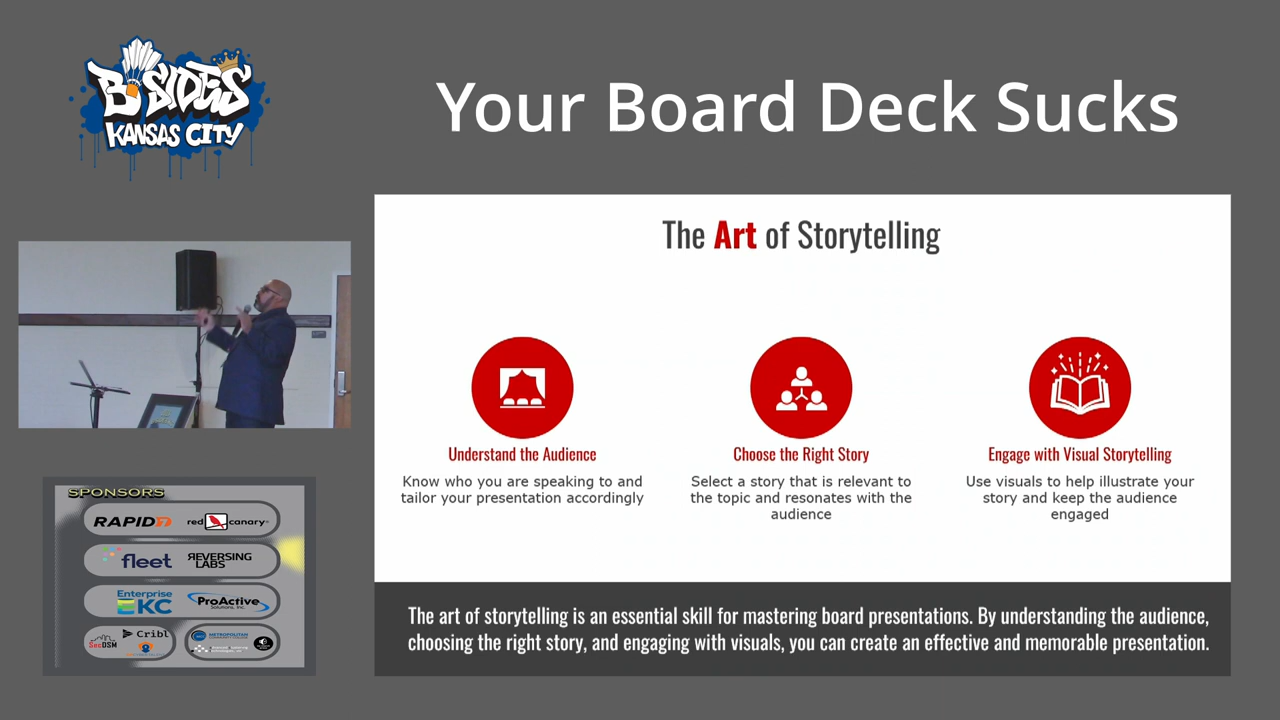 B-SIDES
KANSAS CITY
Your Board Deck Sucks
The Art of Storytelling
Understand the Audience
Know who you are speaking to and
tailor your presentation accordingly
Choose the Right Story
Select a story that is relevant to
the topic and resonates with the
audience
Engage with Visual Storytelling
Use visuals to help illustrate your
story and keep the audience
engaged
The art of storytelling is an essential skill for mastering board presentations. By understanding the audience,
choosing the right story, and engaging with visuals, you can create an effective and memorable presentation.
SPONSORS
RAPID7
red canary
fleet
REVERSING
LABS
Enterprise
KC
ProActive
Solutions, Inc.
SecDSM
Cribl
METROPOLITAN